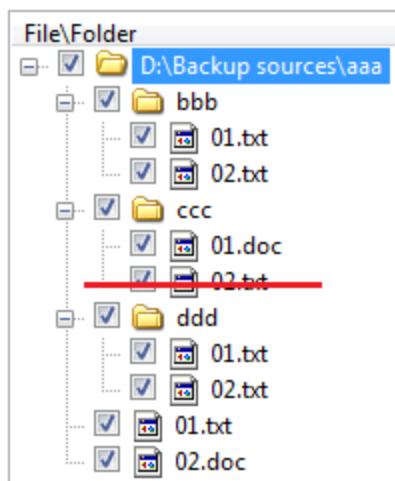 File\Folder
D:\Backup sources\aaa
bbb
01.txt
02.txt
ccc
01.doc
02.txt
ddd
01.txt
02.txt
01.txt
02.doc